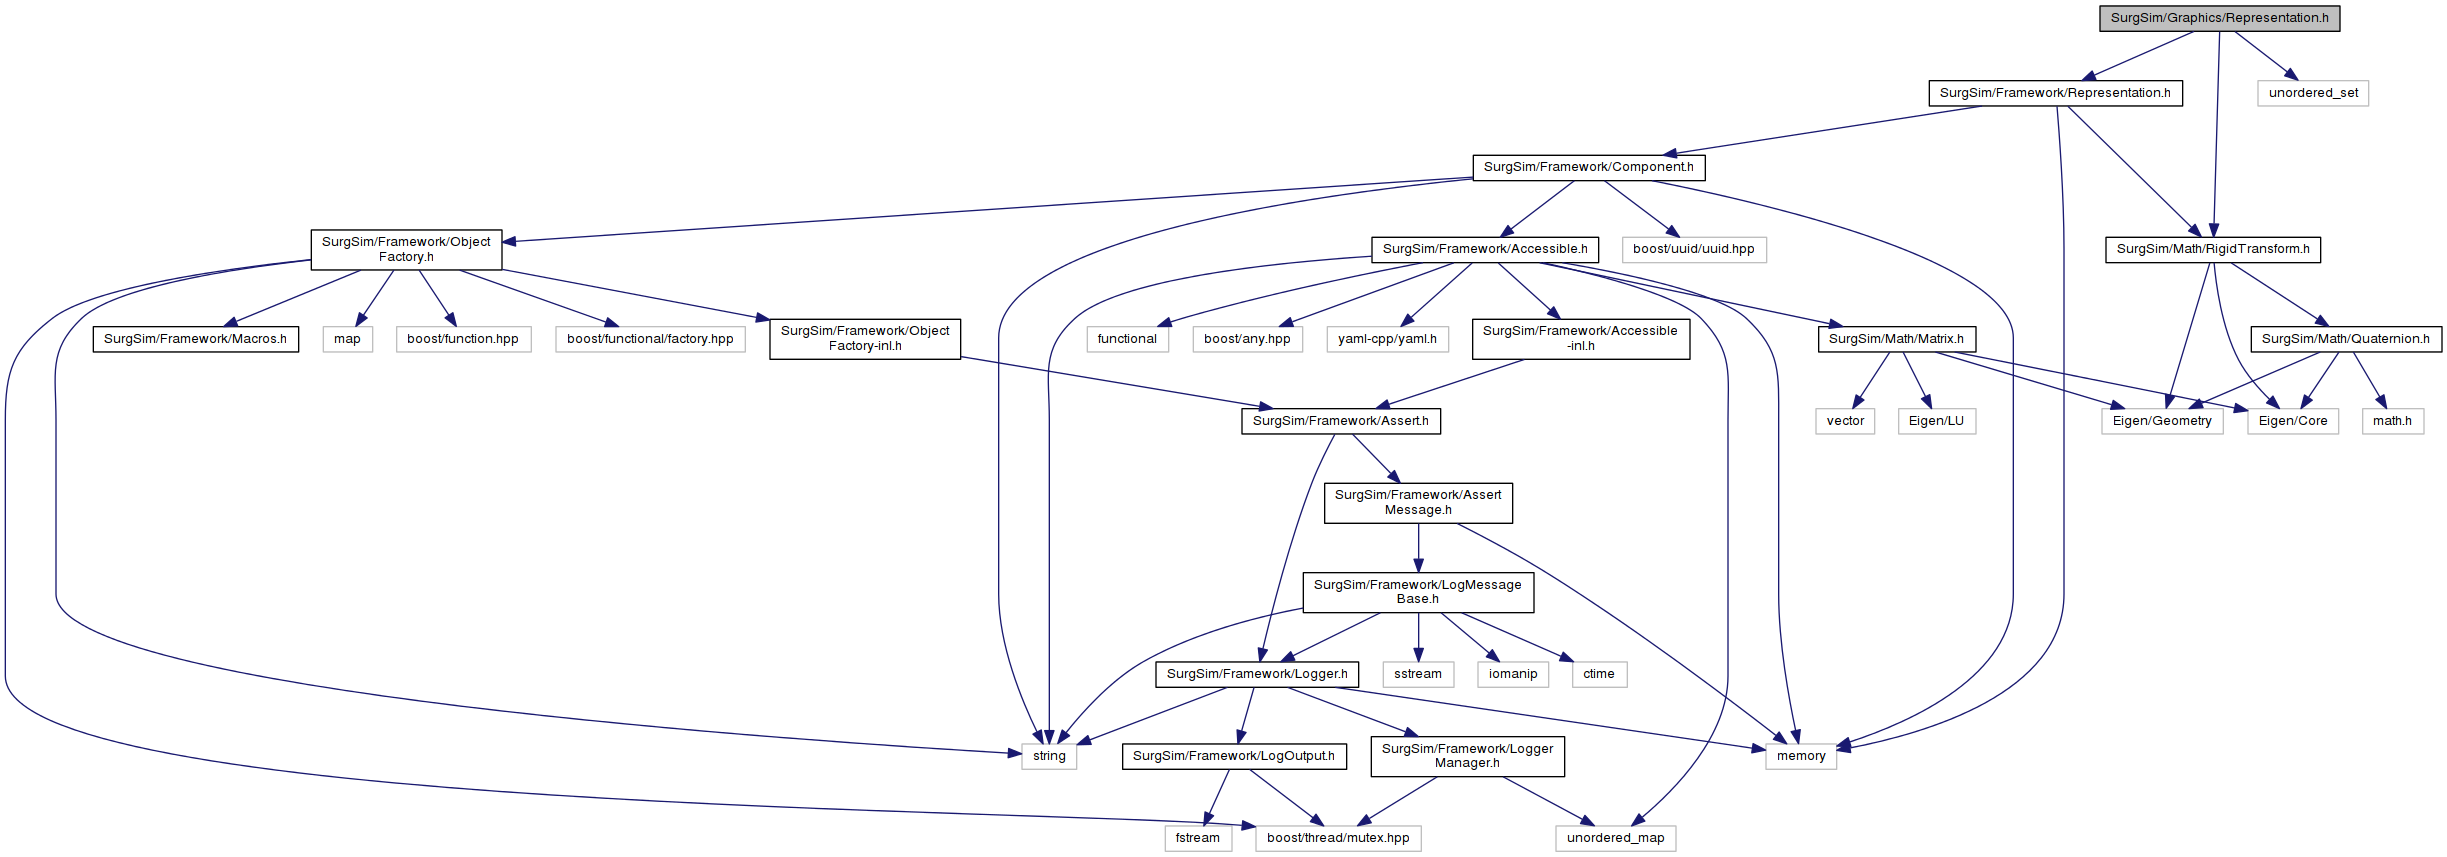 SurgSim/Graphics/Representation.h
SurgSim/Framework/Representation.h
unordered_set
SurgSim/Framework/Component.h
SurgSim/Framework/Object
Factory.h
SurgSim/Framework/Accessible.h
boost/uuid/uuid.hpp
SurgSim/Math/RigidTransform.h
SurgSim/Framework/Macros.h
map
boost/function.hpp
boost/functional/factory.hpp
SurgSim/Framework/Object
Factory-inl.h
functional
boost/any.hpp
yaml-cpp/yaml.h
SurgSim/Framework/Accessible
-inl.h
SurgSim/Math/Matrix.h
SurgSim/Math/Quaternion.h
SurgSim/Framework/Assert.h
vector
Eigen/LU
Eigen/Geometry
Eigen/Core
math.h
SurgSim/Framework/Assert
Message.h
SurgSim/Framework/LogMessage
Base.h
SurgSim/Framework/Logger.h
sstream
iomanip
ctime
string
SurgSim/Framework/LogOutput.h
SurgSim/Framework/Logger
Manager.h
memory
fstream
boost/thread/mutex.hpp
unordered_map